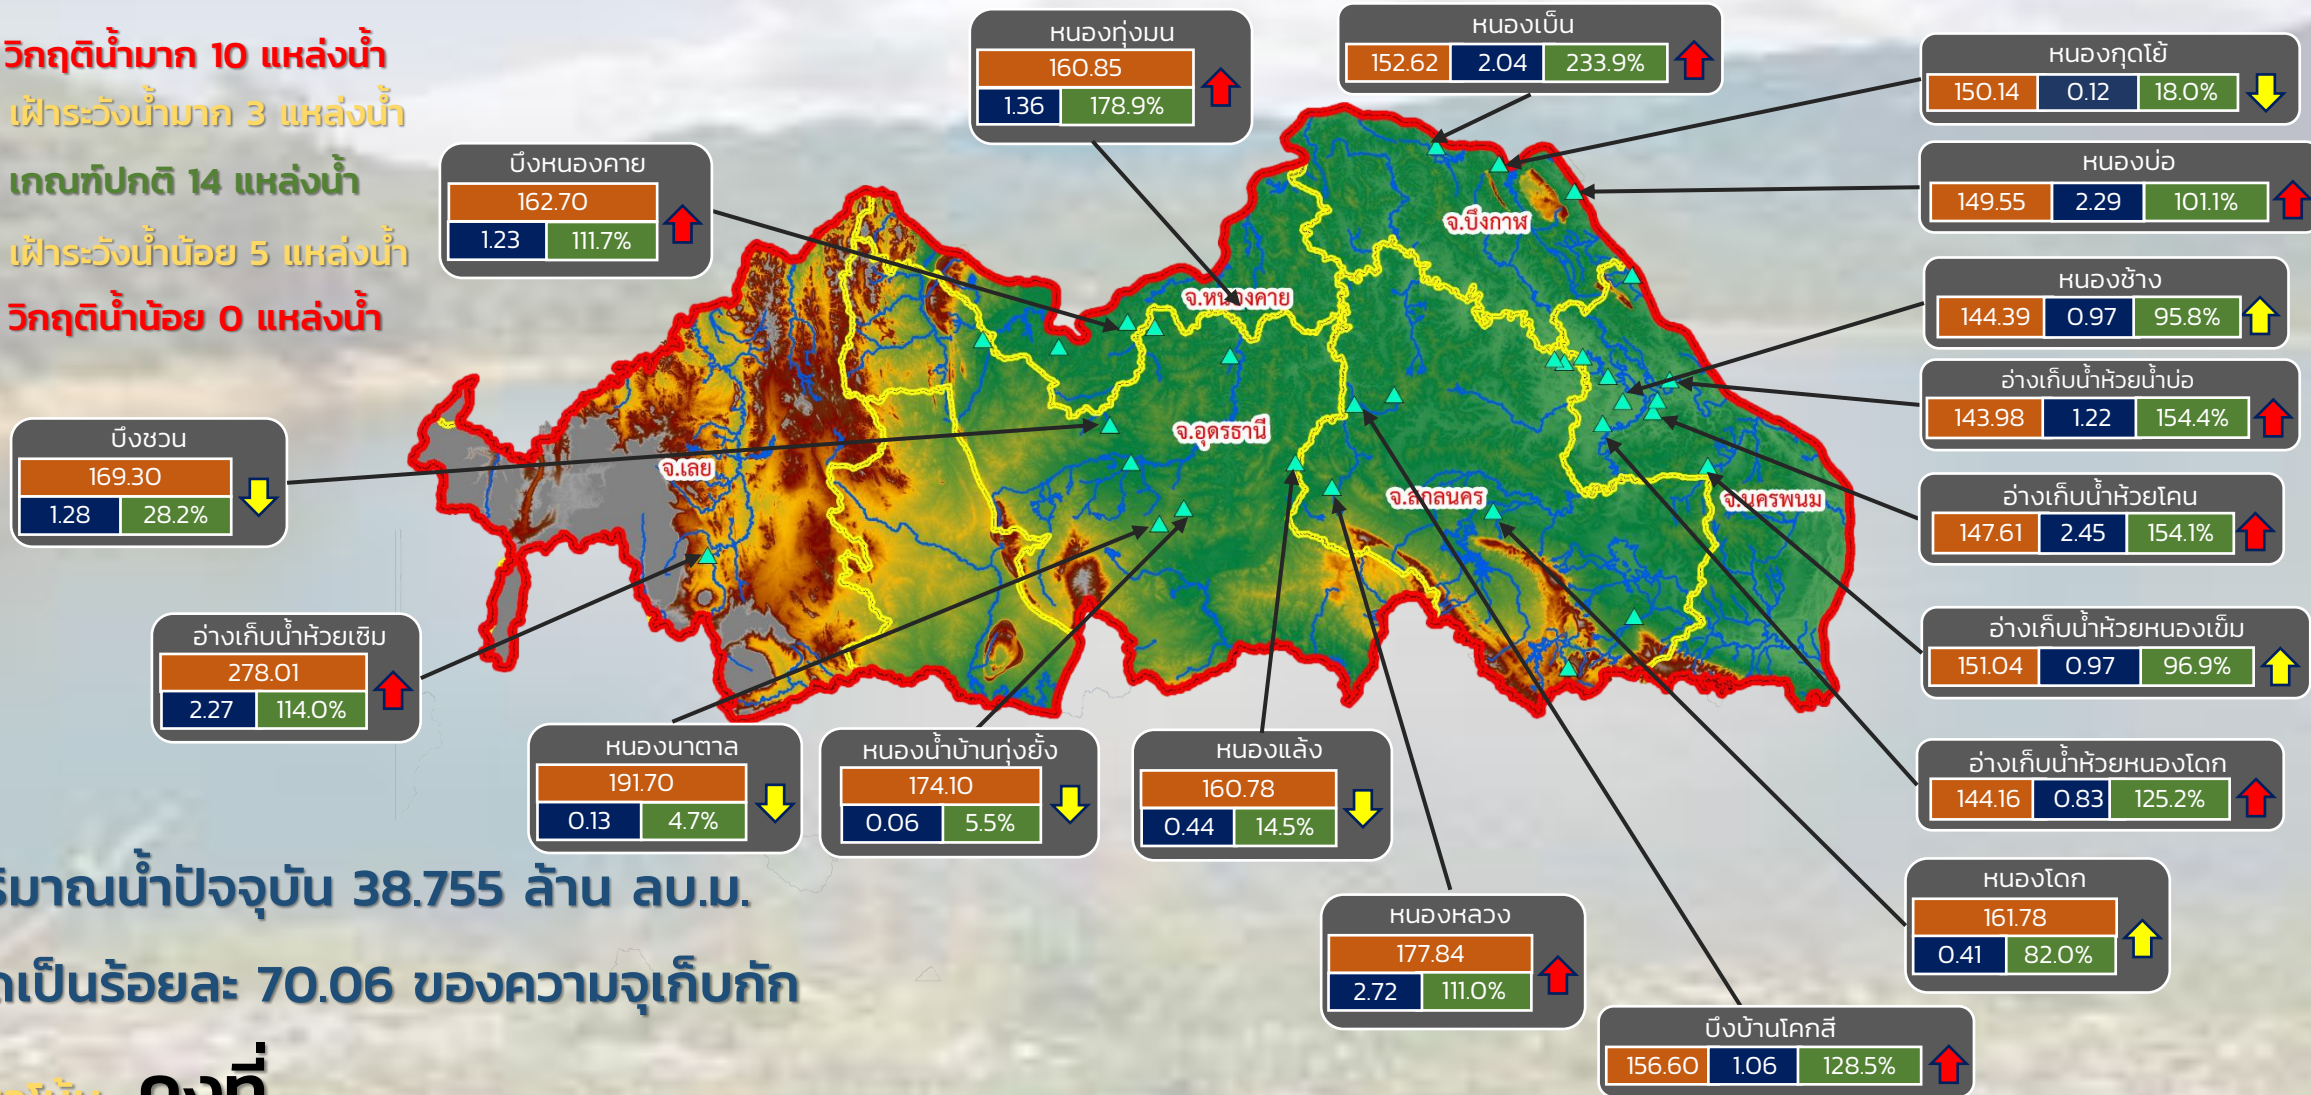 วิกฤติน้ำมาก 10 แหล่งน้ำ
เฝ้าระวังน้ำมาก 3 แหล่งน้ำ
เกณฑ์ปกติ 14 แหล่งน้ำ
เฝ้าระวังน้ำน้อย 5 แหล่งน้ำ
วิกฤติน้ำน้อย 0 แหล่งน้ำ
หนองทุ่งมน
160.85
1.36 178.9%
หนองเบ็น
152.62 2.04 233.9%
หนองกุดโย้
150.14 0.12 18.0%
หนองบ่อ
149.55 2.29 101.1%
บึงหนองคาย
162.70
1.23 111.7%
หนองช้าง
144.39 0.97 95.8%
อ่างเก็บน้ำห้วยน้ำบ่อ
143.98 1.22 154.4%
อ่างเก็บน้ำห้วยโคน
147.61 2.45 154.1%
อ่างเก็บน้ำห้วยหนองเข็ม
151.04 0.97 96.9%
อ่างเก็บน้ำห้วยหนองโดก
144.16 0.83 125.2%
หนองโดก
161.78
0.41 82.0%
บึงบ้านโคกสี
156.60 1.06 128.5%
หนองหลวง
177.84
2.72 111.0%
หนองแล้ง
160.78
0.44 14.5%
หนองน้ำบ้านทุ่งยั้ง
174.10
0.06 5.5%
หนองนาตาล
191.70
0.13 4.7%
อ่างเก็บน้ำห้วยเซิม
278.01
2.27 114.0%
บึงชวน
169.30
1.28 28.2%
จ.บึงกาฬ
จ.หนองคาย
จ.อุดรธานี
จ.เลย
จ.สกลนคร
จ.นครพนม
ริมาณน้ำปัจจุบัน 38.755 ล้าน ลบ.ม.
ดเป็นร้อยละ 70.06 ของความจุเก็บกัก
คงที่